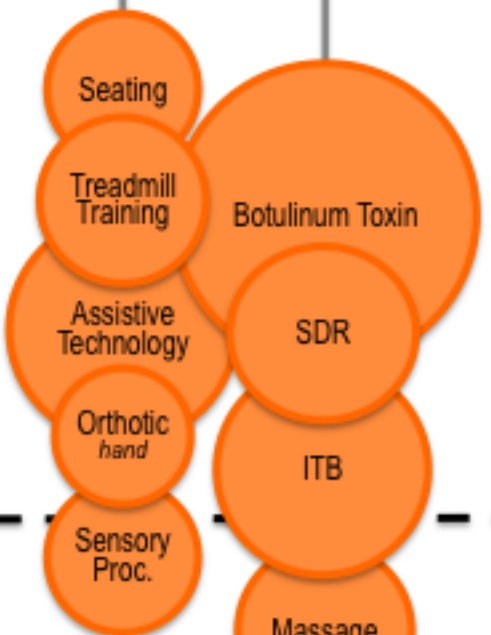 Seating
Treadmill
Training
Botulinum Toxin
Assistive
Technology
SDR
Orthotic
hand
ITB
Sensory
Proc.
Massage